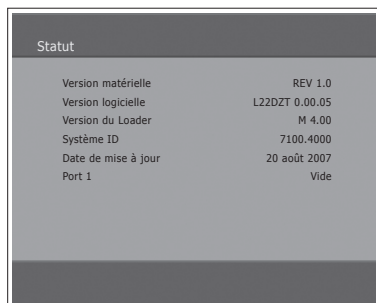 Statut
Version matérielle REV 1.0
Version logicielle L22DZT 0.00.05
Version du Loader M 4.00
Système ID 7100.4000
Date de mise à jour 20 août 2007
Port 1 Vide